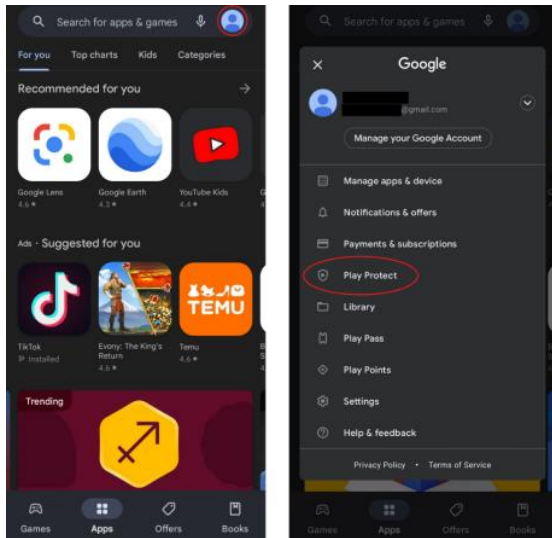 Search for apps & games
For you Top charts Kids Categories
Recommended for you
Google Lens Google Earth YouTube Kids G
4.6★ 4.3★ 4.4★ 4
Ads · Suggested for you
TEMU
TikTok Evony: The King's Temu B
Installed Return 4.6★ S
4.6★ 4
Trending
Games Apps Offers Books
Search for apps & games
Google
@gmail.com
Manage your Google Account
Manage apps & device
Notifications & offers
Payments & subscriptions
Play Protect
Library
Play Pass
Play Points
Settings
Help & feedback
Privacy Policy • Terms of Service
Games Apps Offers Books